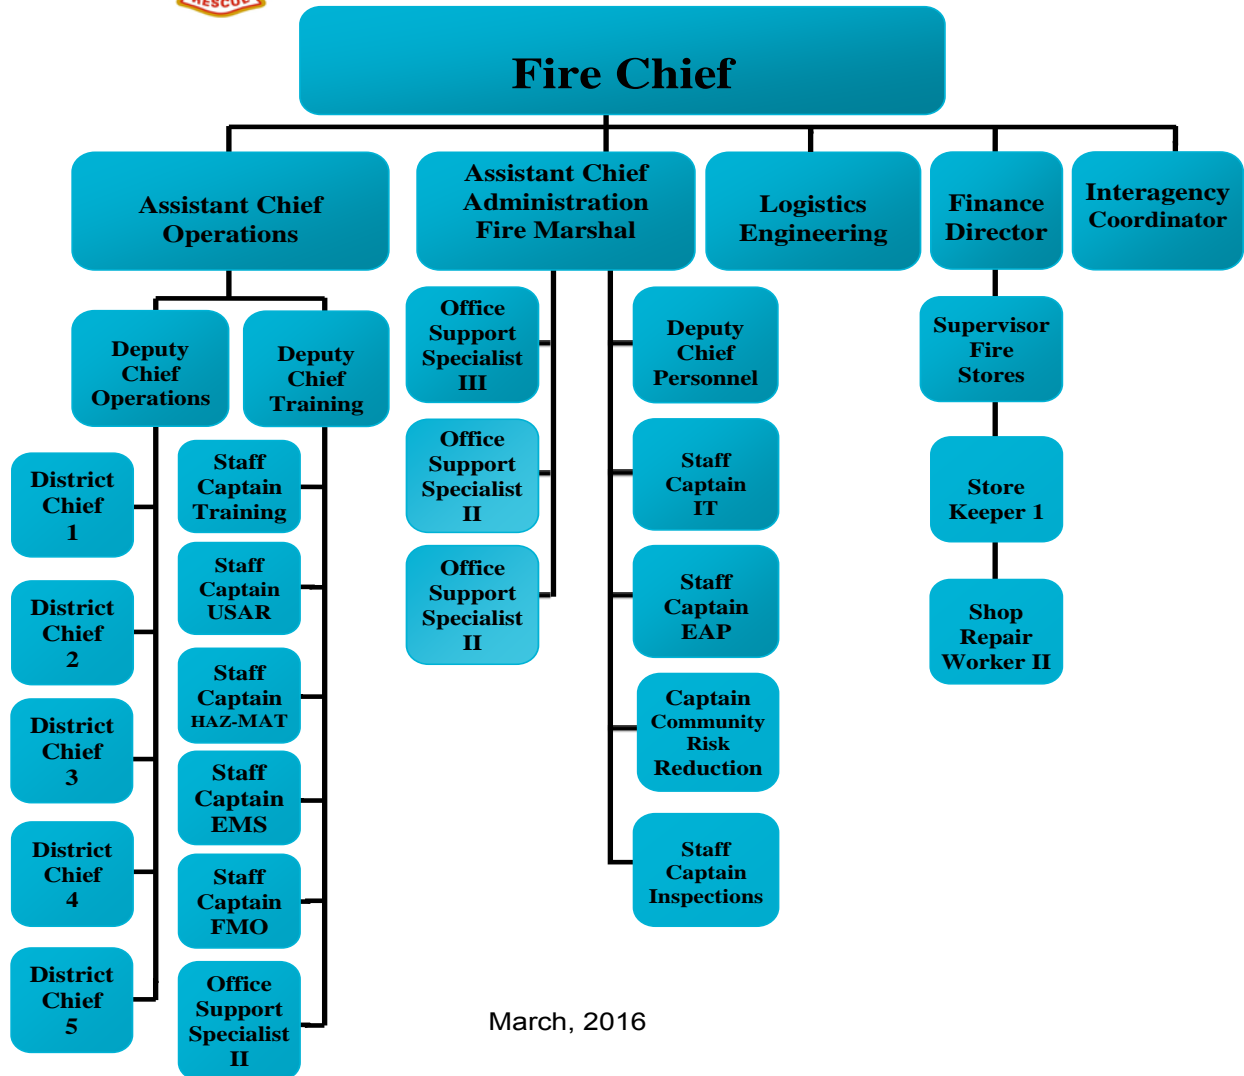 RESCUE
Fire Chief
Assistant Chief
Operations
Assistant Chief
Administration
Fire Marshal
Logistics
Engineering
Finance
Director
Interagency
Coordinator
Deputy
Chief
Operations
Deputy
Chief
Training
District
Chief
1
District
Chief
2
District
Chief
3
District
Chief
4
District
Chief
5
Staff
Captain
Training
Staff
Captain
USAR
Staff
Captain
HAZ-MAT
Staff
Captain
EMS
Staff
Captain
FMO
Office
Support
Specialist
II
Office
Support
Specialist
III
Office
Support
Specialist
II
Office
Support
Specialist
II
Deputy
Chief
Personnel
Staff
Captain
IT
Staff
Captain
EAP
Captain
Community
Risk
Reduction
Staff
Captain
Inspections
Supervisor
Fire
Stores
Store
Keeper 1
Shop
Repair
Worker II
March, 2016